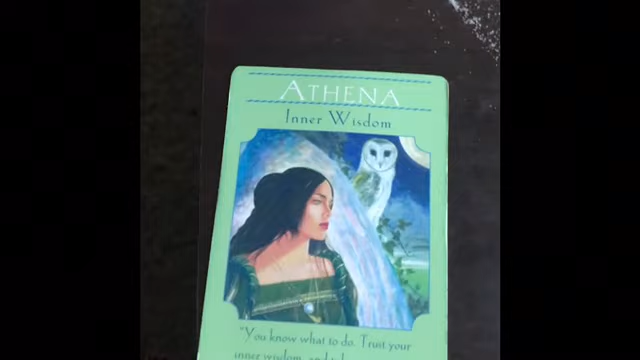 ATHENA
Inner Wisdom
"You know what to do. Trust your
inner wisdom, and